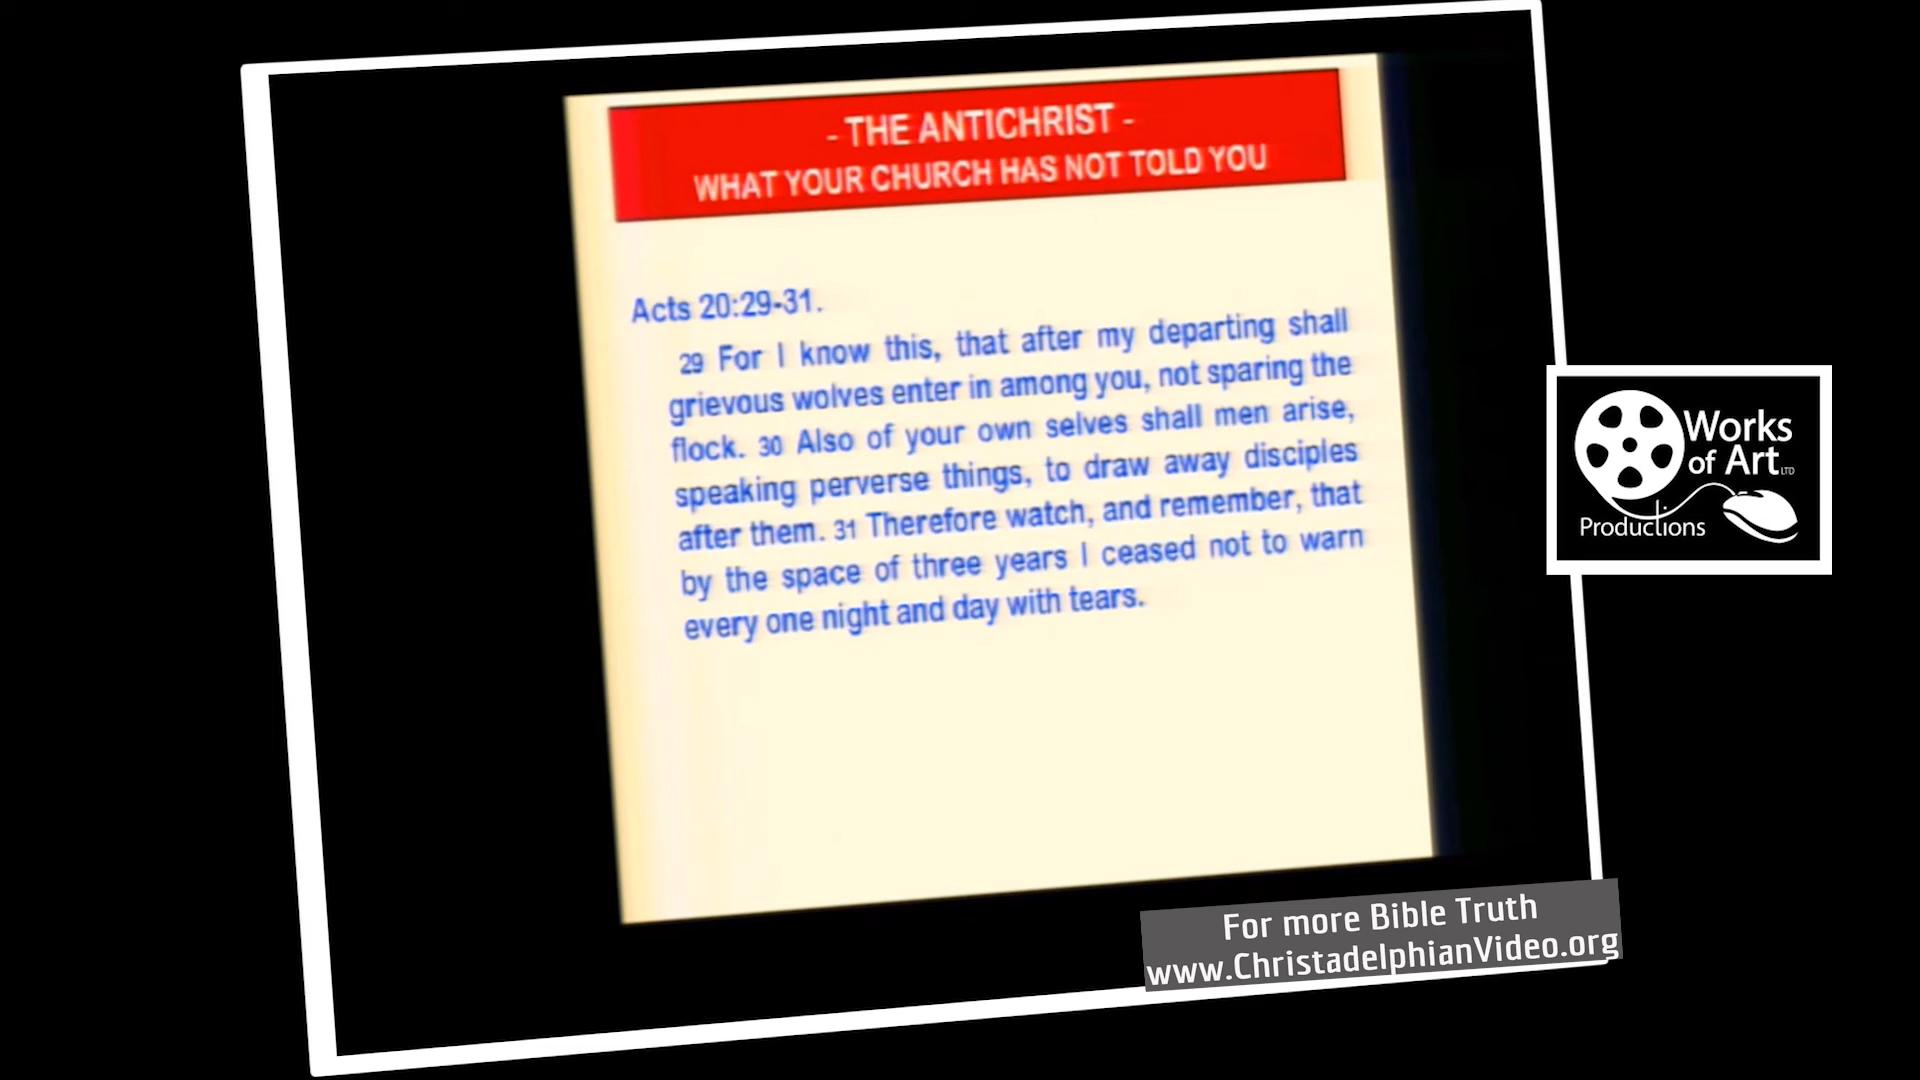 - THE ANTICHRIST -
WHAT YOUR CHURCH HAS NOT TOLD YOU
Acts 20:29-31.
29 For I know this, that after my departing shall
grievous wolves enter in among you, not sparing the
flock. 30 Also of your own selves shall men arise,
speaking perverse things, to draw away disciples
after them. 31 Therefore watch, and remember, that
by the space of three years I ceased not to warn
every one night and day with tears.
Works
of Art LTD
Productions
For more Bible Truth
www.ChristadelphianVideo.org